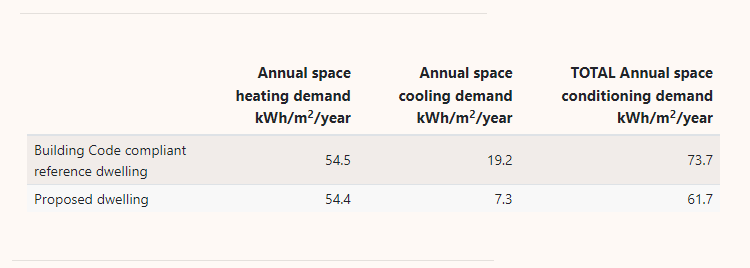 Annual space heating demand kWh/m²/year	Annual space cooling demand kWh/m²/year	TOTAL Annual space conditioning demand kWh/m²/year
Building Code compliant reference dwelling	54.5	19.2	73.7
Proposed dwelling	54.4	7.3	61.7